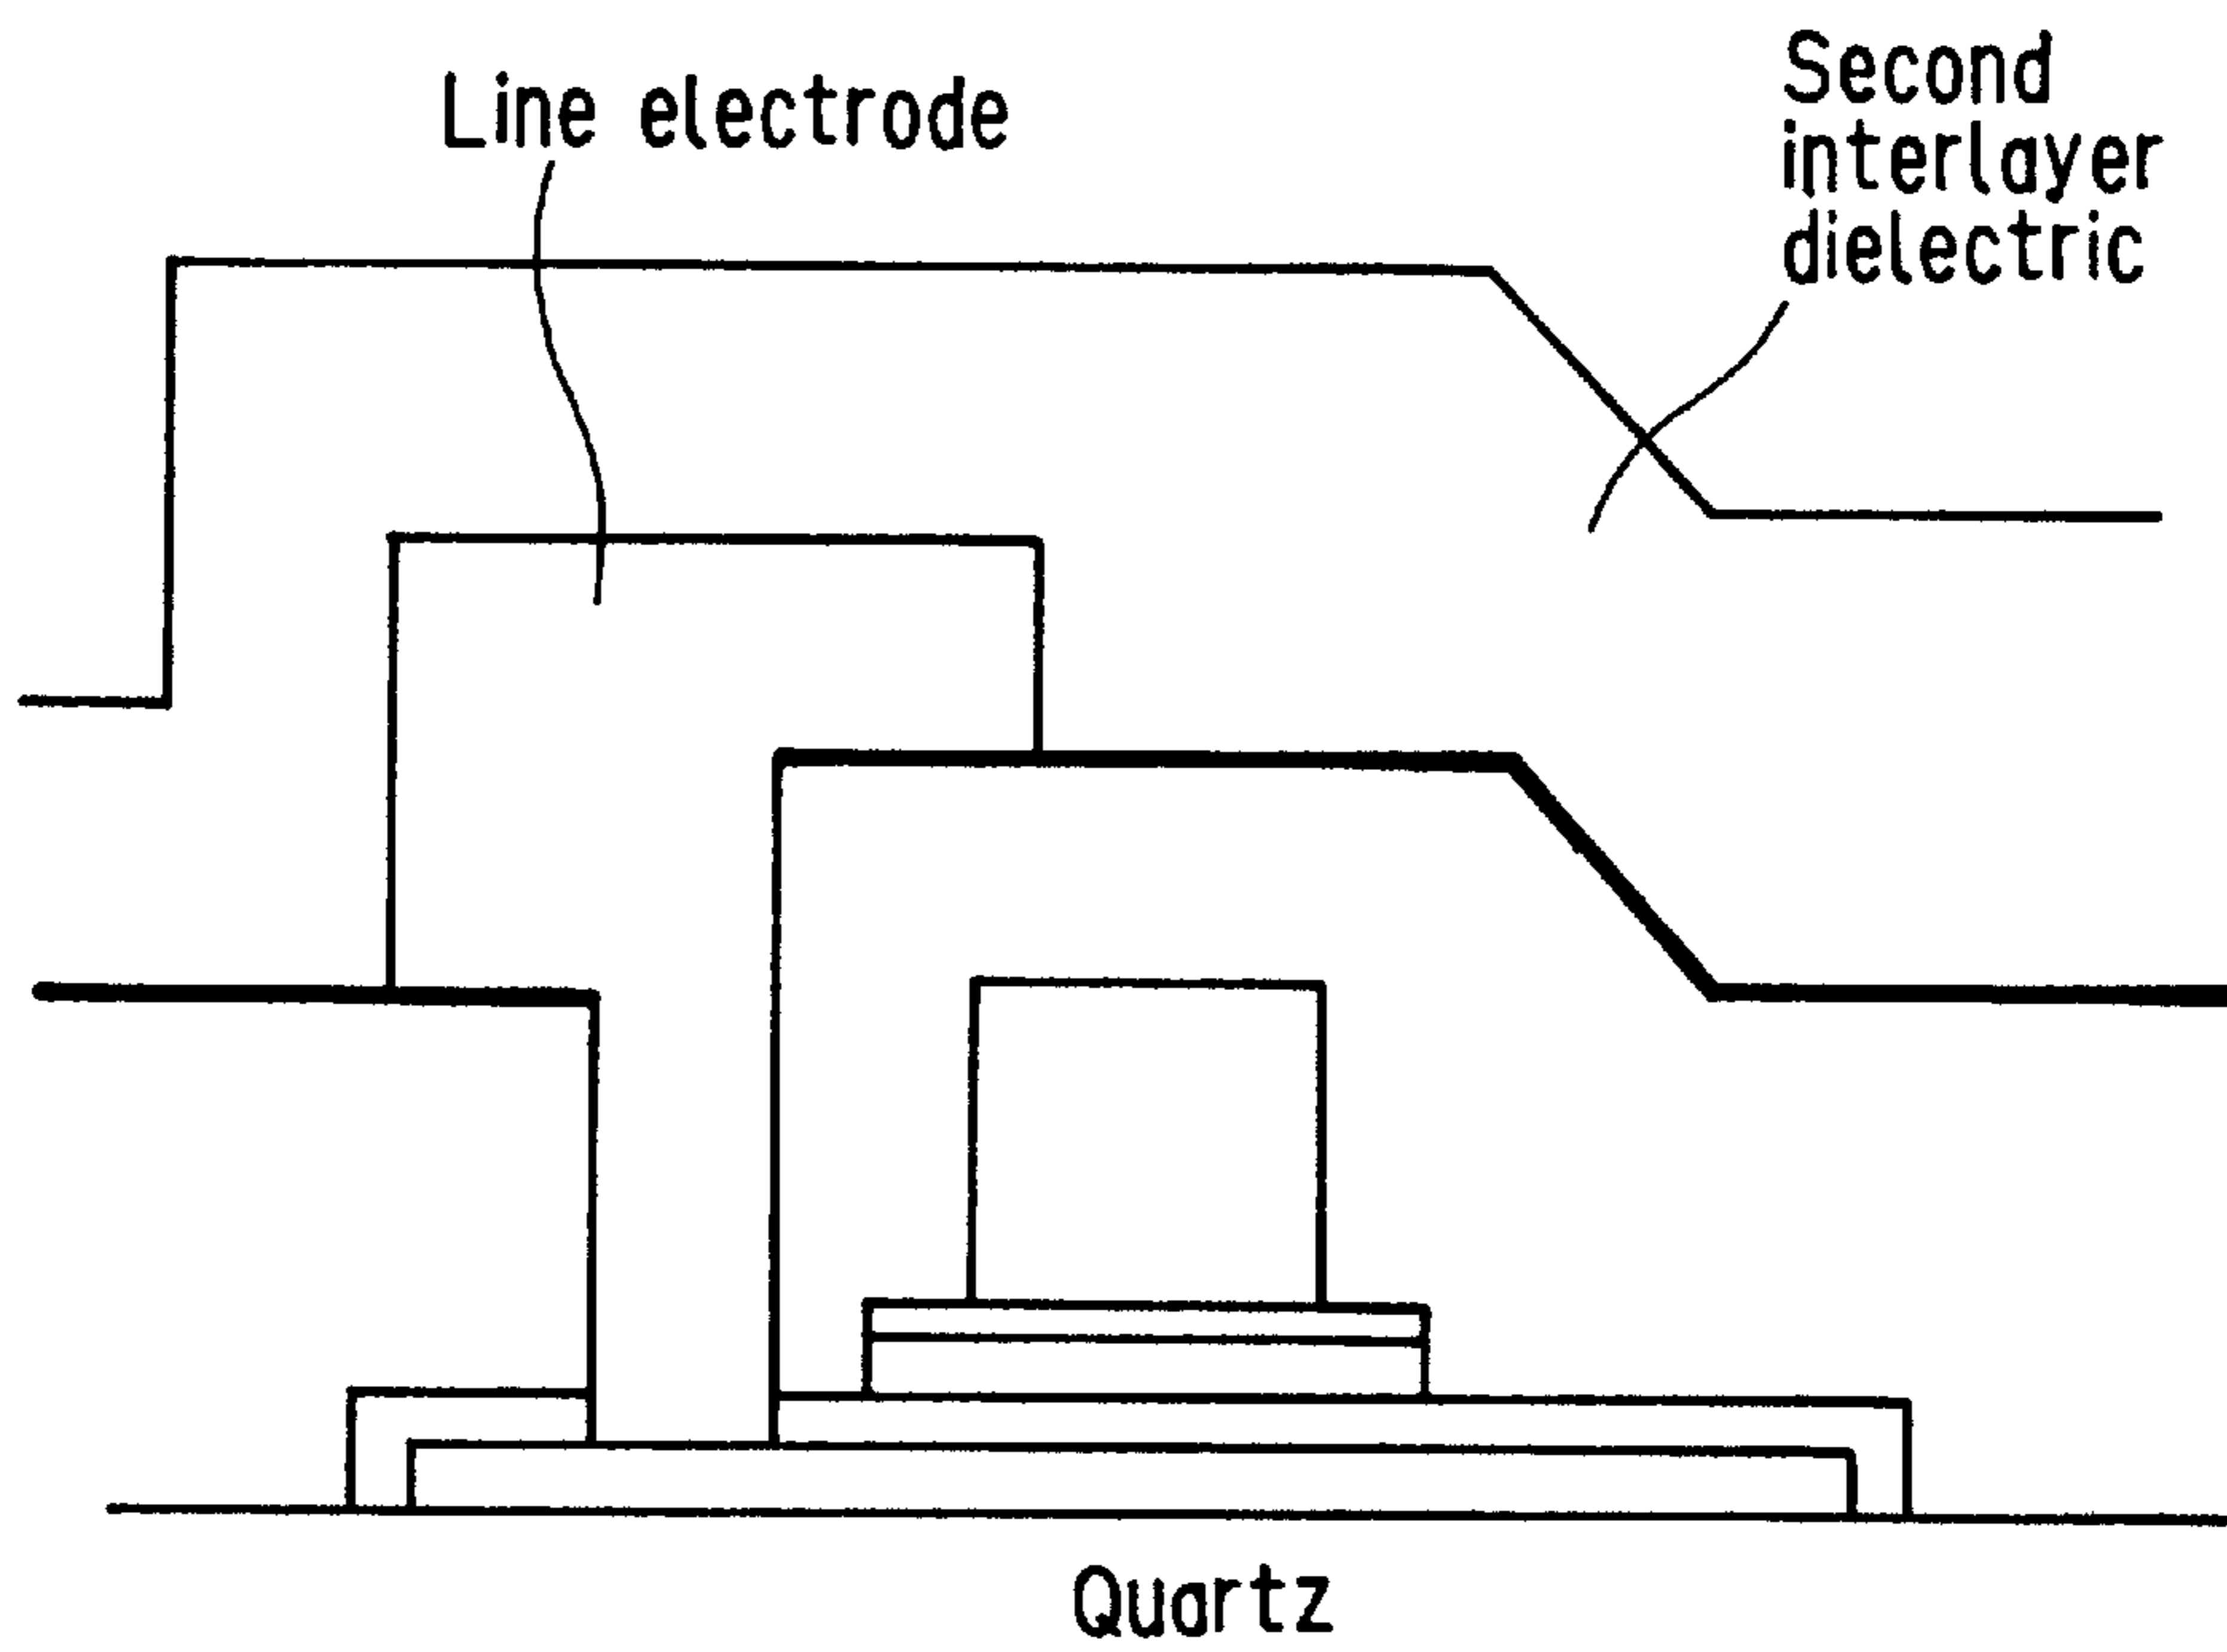 Line electrode
Second
interlayer
dielectric
Quartz